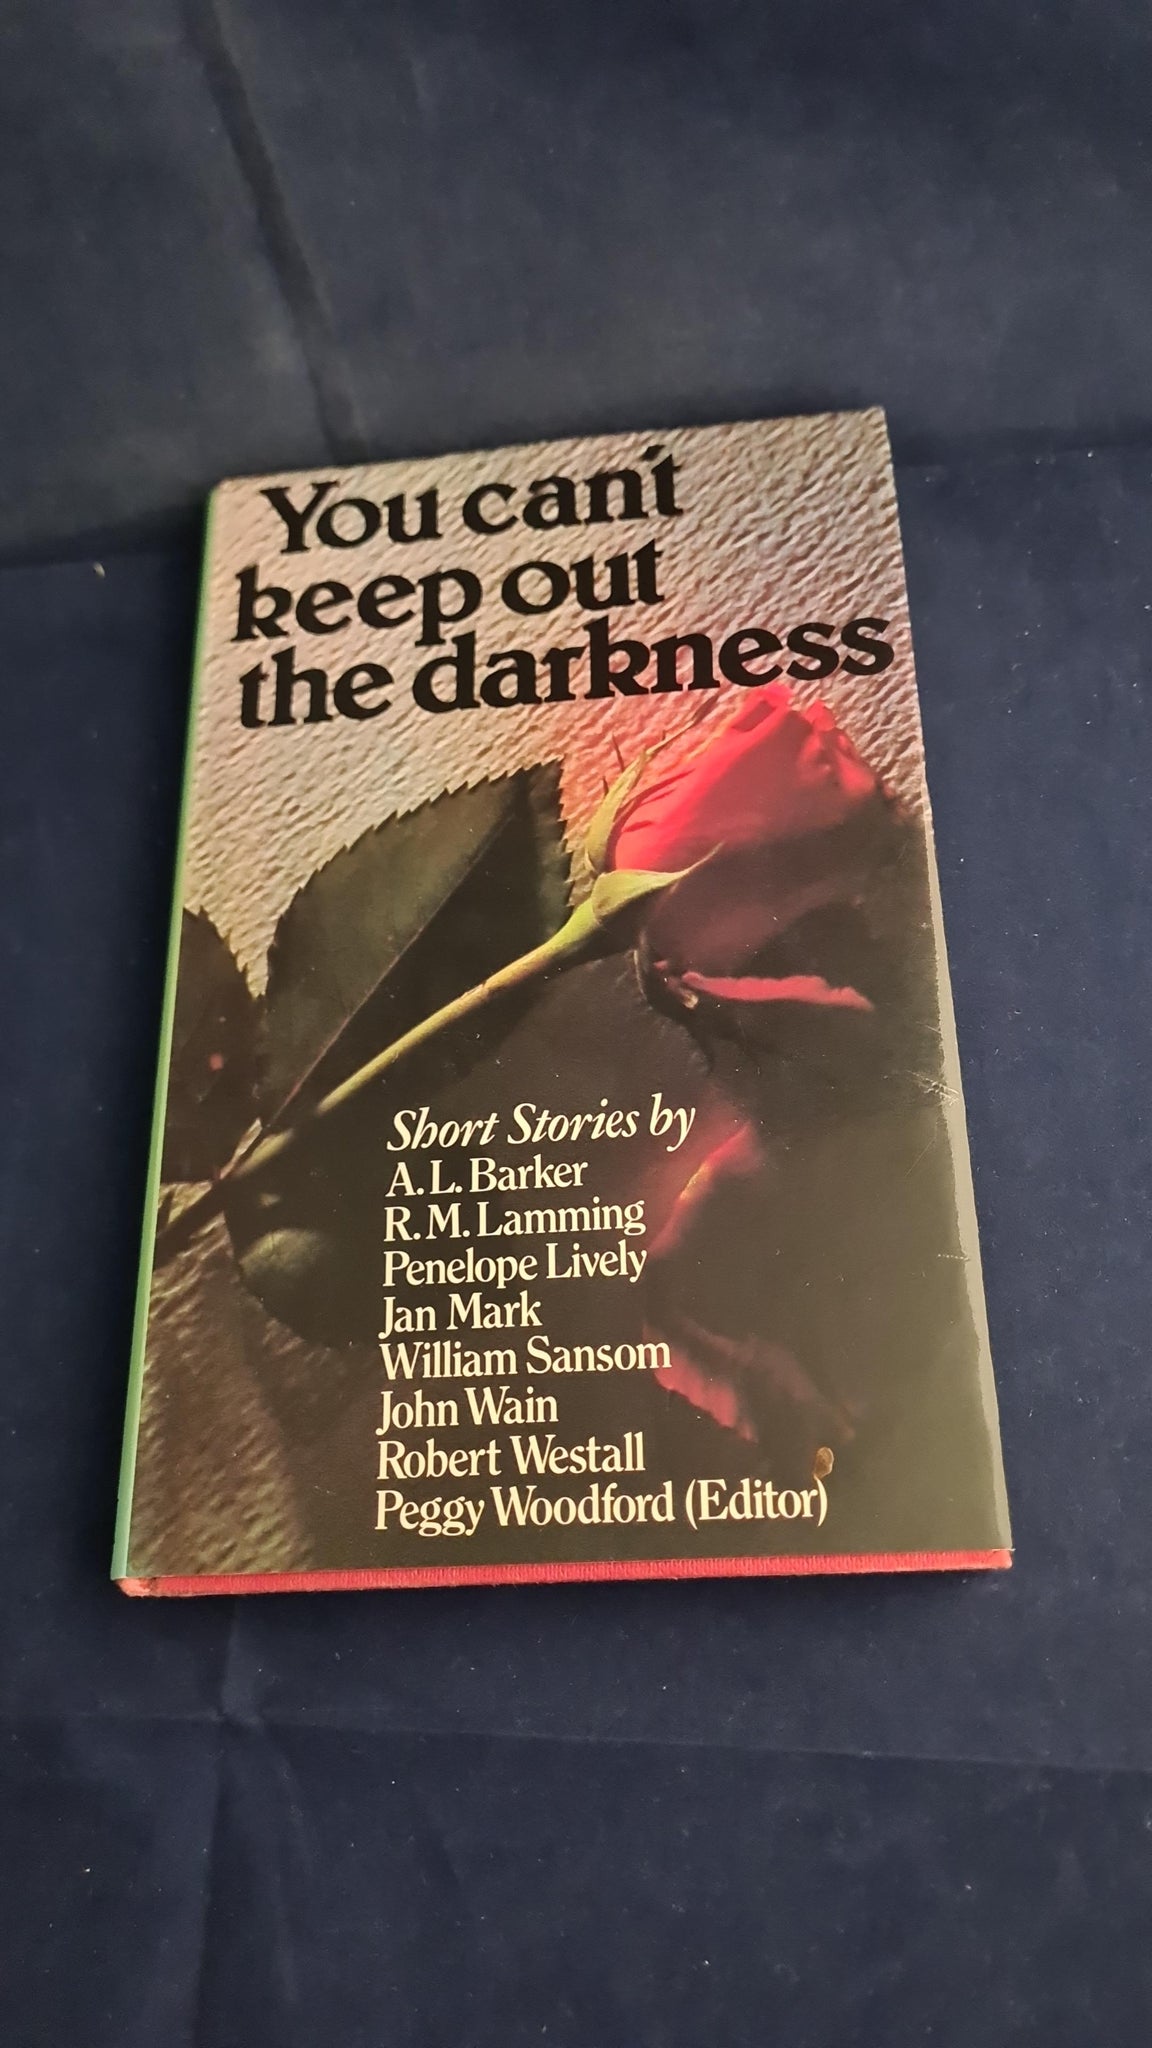 You can't
keep out
the darkness
Short Stories by
A.L. Barker
R.M. Lamming
Penelope Lively
Jan Mark
William Sansom
John Wain
Robert Westall
Peggy Woodford (Editor)